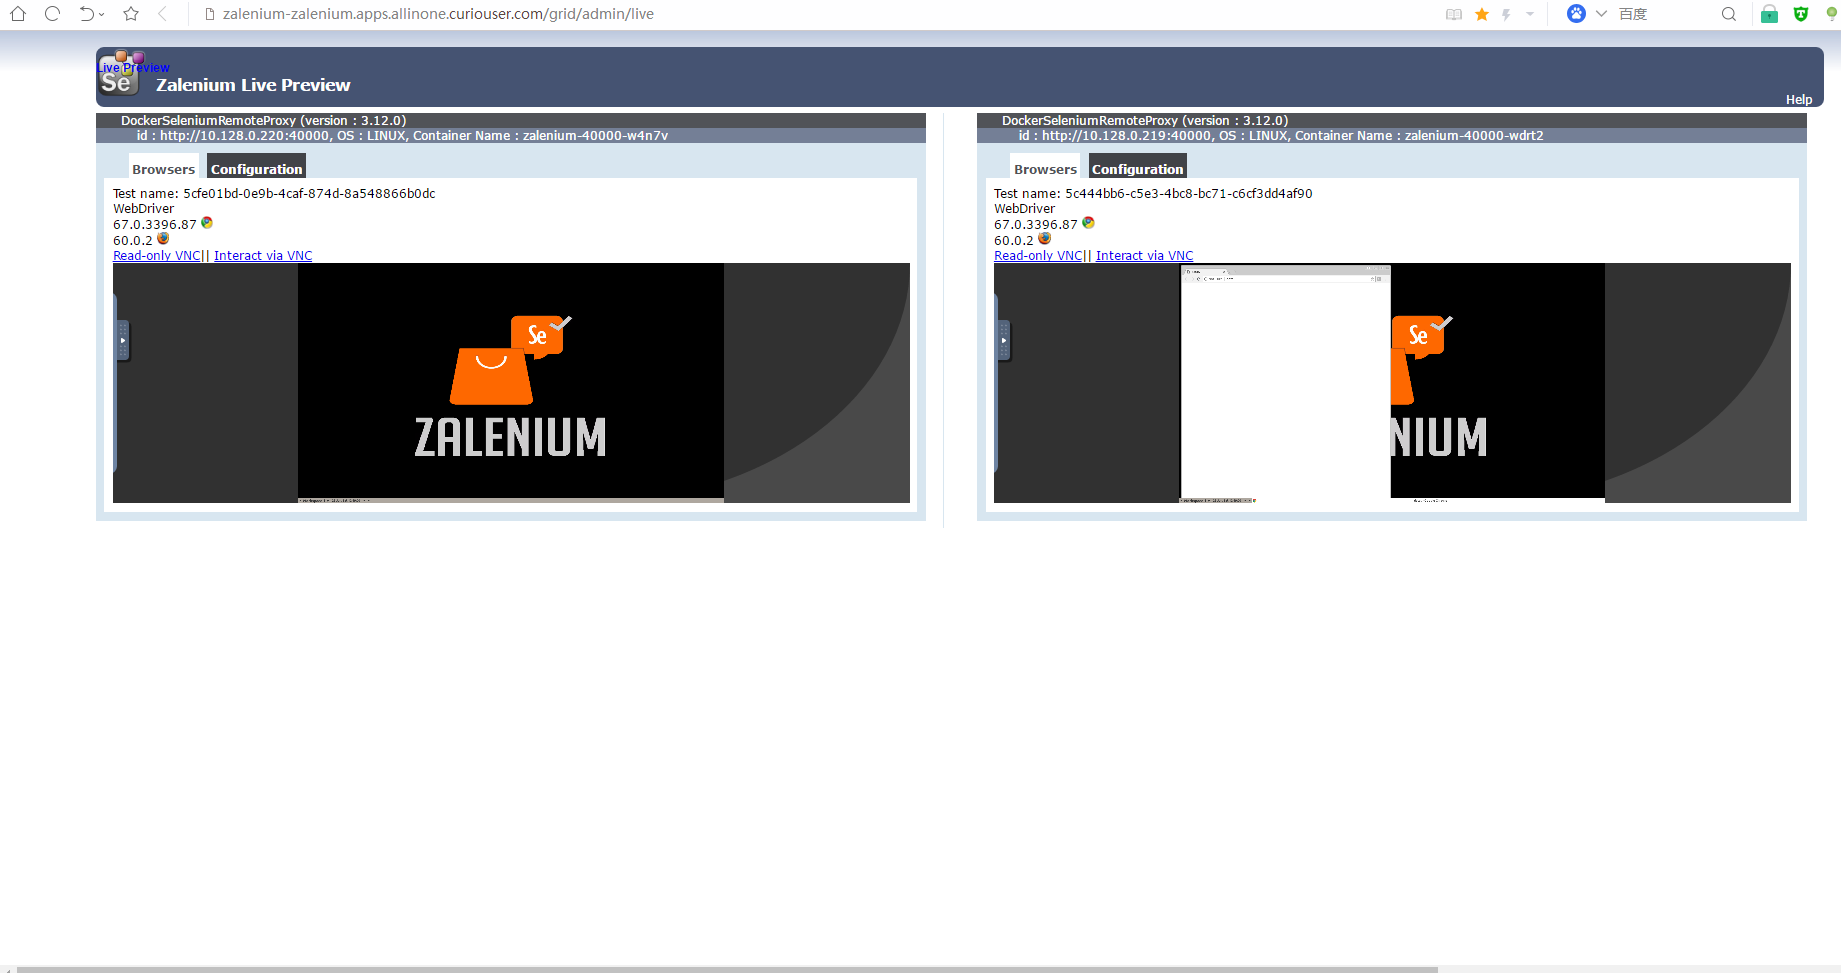 zalenium-zalenium.apps.allinone.curiouser.com/grid/admin/live
百度
Live Preview
Se
Zalenium Live Preview
Help
DockerSeleniumRemoteProxy (version : 3.12.0)
id : http://10.128.0.220:40000, OS : LINUX, Container Name : zalenium-40000-w4n7v
Browsers
Configuration
Test name: 5cfe01bd-0e9b-4caf-874d-8a548866b0dc
WebDriver
67.0.3396.87
60.0.2
Read-only VNC|| Interact via VNC
Se
ZALENIUM
DockerSeleniumRemoteProxy (version : 3.12.0)
id : http://10.128.0.219:40000, OS : LINUX, Container Name : zalenium-40000-wdrt2
Browsers
Configuration
Test name: 5c444bb6-c5e3-4bc8-bc71-c6cf3dd4af90
WebDriver
67.0.3396.87
60.0.2
Read-only VNC|| Interact via VNC
Se
NIUM